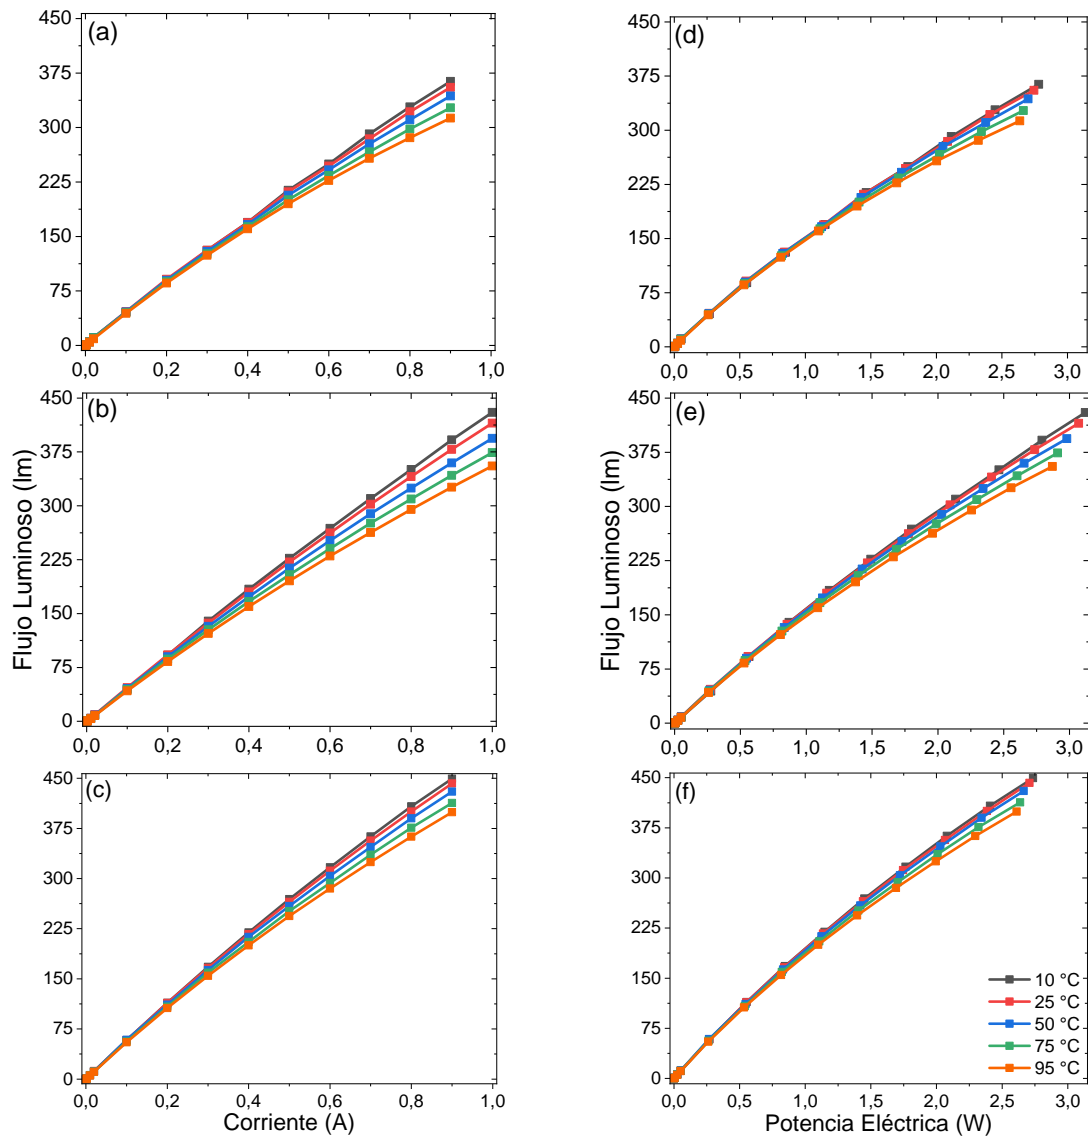 (a)
450
375
300
225
150
75
0
0,0 0,2 0,4 0,6 0,8 1,0
(d)
450
375
300
225
150
75
0
0,0 0,5 1,0 1,5 2,0 2,5 3,0
Flujo Luminoso (lm)
(b)
450
375
300
225
150
75
0
0,0 0,2 0,4 0,6 0,8 1,0
Flujo Luminoso (lm)
(e)
450
375
300
225
150
75
0
0,0 0,5 1,0 1,5 2,0 2,5 3,0
(c)
450
375
300
225
150
75
0
0,0 0,2 0,4 0,6 0,8 1,0
Corriente (A)
(f)
450
375
300
225
150
75
0
10 °C
25 °C
50 °C
75 °C
95 °C
0,0 0,5 1,0 1,5 2,0 2,5 3,0
Potencia Eléctrica (W)